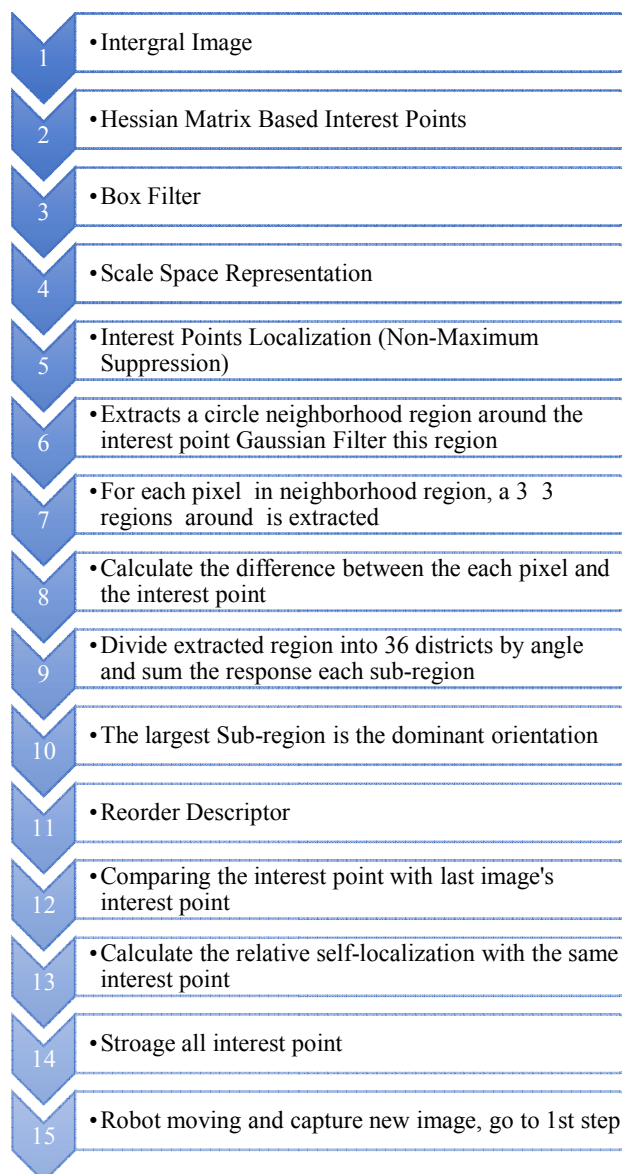 1
•Intergral Image
2
•Hessian Matrix Based Interest Points
3
•Box Filter
4
•Scale Space Representation
5
•Interest Points Localization (Non-Maximum
Suppression)
6
•Extracts a circle neighborhood region around the
interest point Gaussian Filter this region
7
•For each pixel in neighborhood region, a 3 3
regions around is extracted
8
•Calculate the difference between the each pixel and
the interest point
9
•Divide extracted region into 36 districts by angle
and sum the response each sub-region
10
•The largest Sub-region is the dominant orientation
11
•Reorder Descriptor
12
•Comparing the interest point with last image's
interest point
13
•Calculate the relative self-localization with the same
interest point
14
•Stroage all interest point
15
•Robot moving and capture new image, go to 1st step